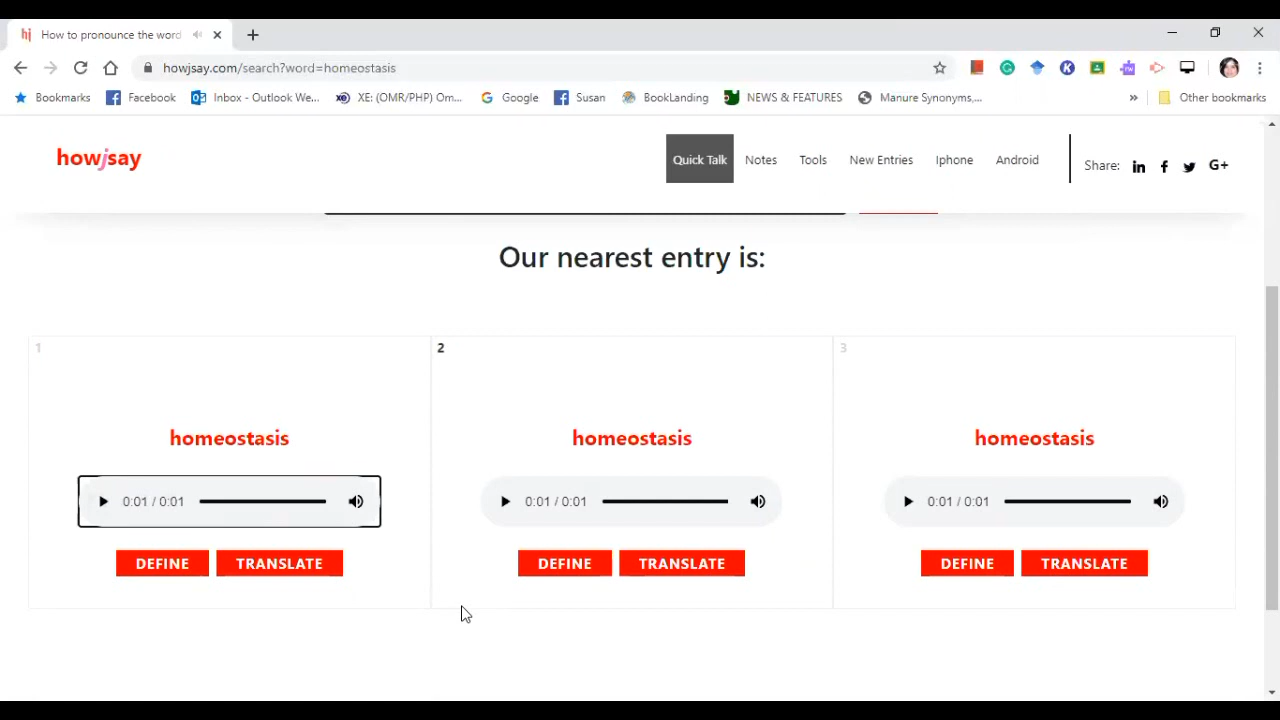 How to pronounce the word
howjsay.com/search?word=homeostasis
Bookmarks Facebook Inbox - Outlook We... XE: (OMR/PHP) Om... Google Susan BookLanding NEWS & FEATURES Manure Synonyms,... » Other bookmarks
howjsay
Quick Talk Notes Tools New Entries Iphone Android Share: in f G+
Our nearest entry is:
1 2 3
homeostasis homeostasis homeostasis
0:01 / 0:01 0:01 / 0:01 0:01 / 0:01
DEFINE TRANSLATE DEFINE TRANSLATE DEFINE TRANSLATE